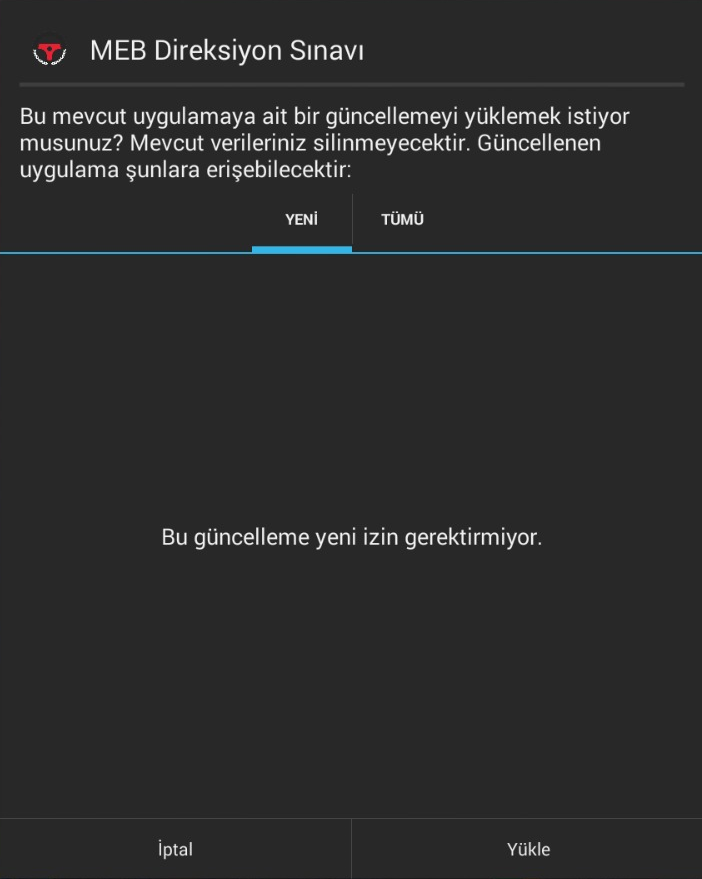 MEB Direksiyon Sınavı
Bu mevcut uygulamaya ait bir güncellemeyi yüklemek istiyor
musunuz? Mevcut verileriniz silinmeyecektir. Güncellenen
uygulama şunlara erişebilecektir:
YENİ TÜMÜ
Bu güncelleme yeni izin gerektirmiyor.
İptal Yükle